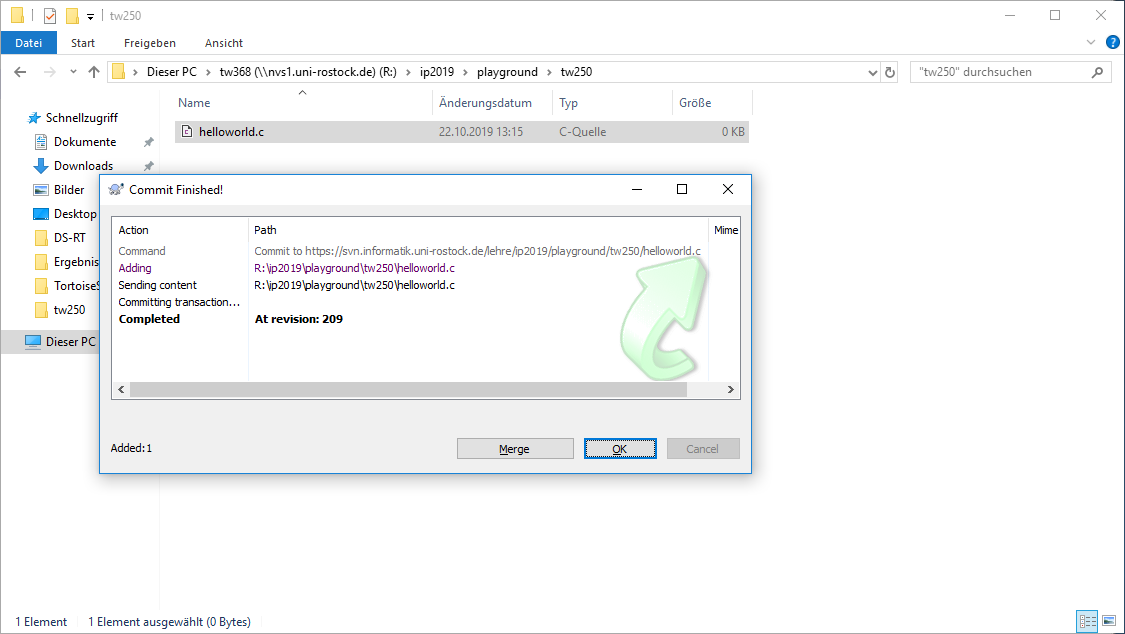 tw250
Datei Start Freigeben Ansicht
Dieser PC tw368 (\\nvs1.uni-rostock.de) (R:) ip2019 playground tw250
"tw250" durchsuchen
Name Änderungsdatum Typ Größe
helloworld.c 22.10.2019 13:15 C-Quelle 0 KB
Schnellzugriff
Dokumente
Downloads
Bilder
Desktop
DS-RT
Ergebnis
TortoiseS
tw250
Dieser PC
Commit Finished!
Action Path Mime
Command Commit to https://svn.informatik.uni-rostock.de/lehre/ip2019/playground/tw250/helloworld.c
Adding R:\ip2019\playground\tw250\helloworld.c
Sending content R:\ip2019\playground\tw250\helloworld.c
Committing transaction...
Completed At revision: 209
Added:1 Merge OK Cancel
1 Element 1 Element ausgewählt (0 Bytes)